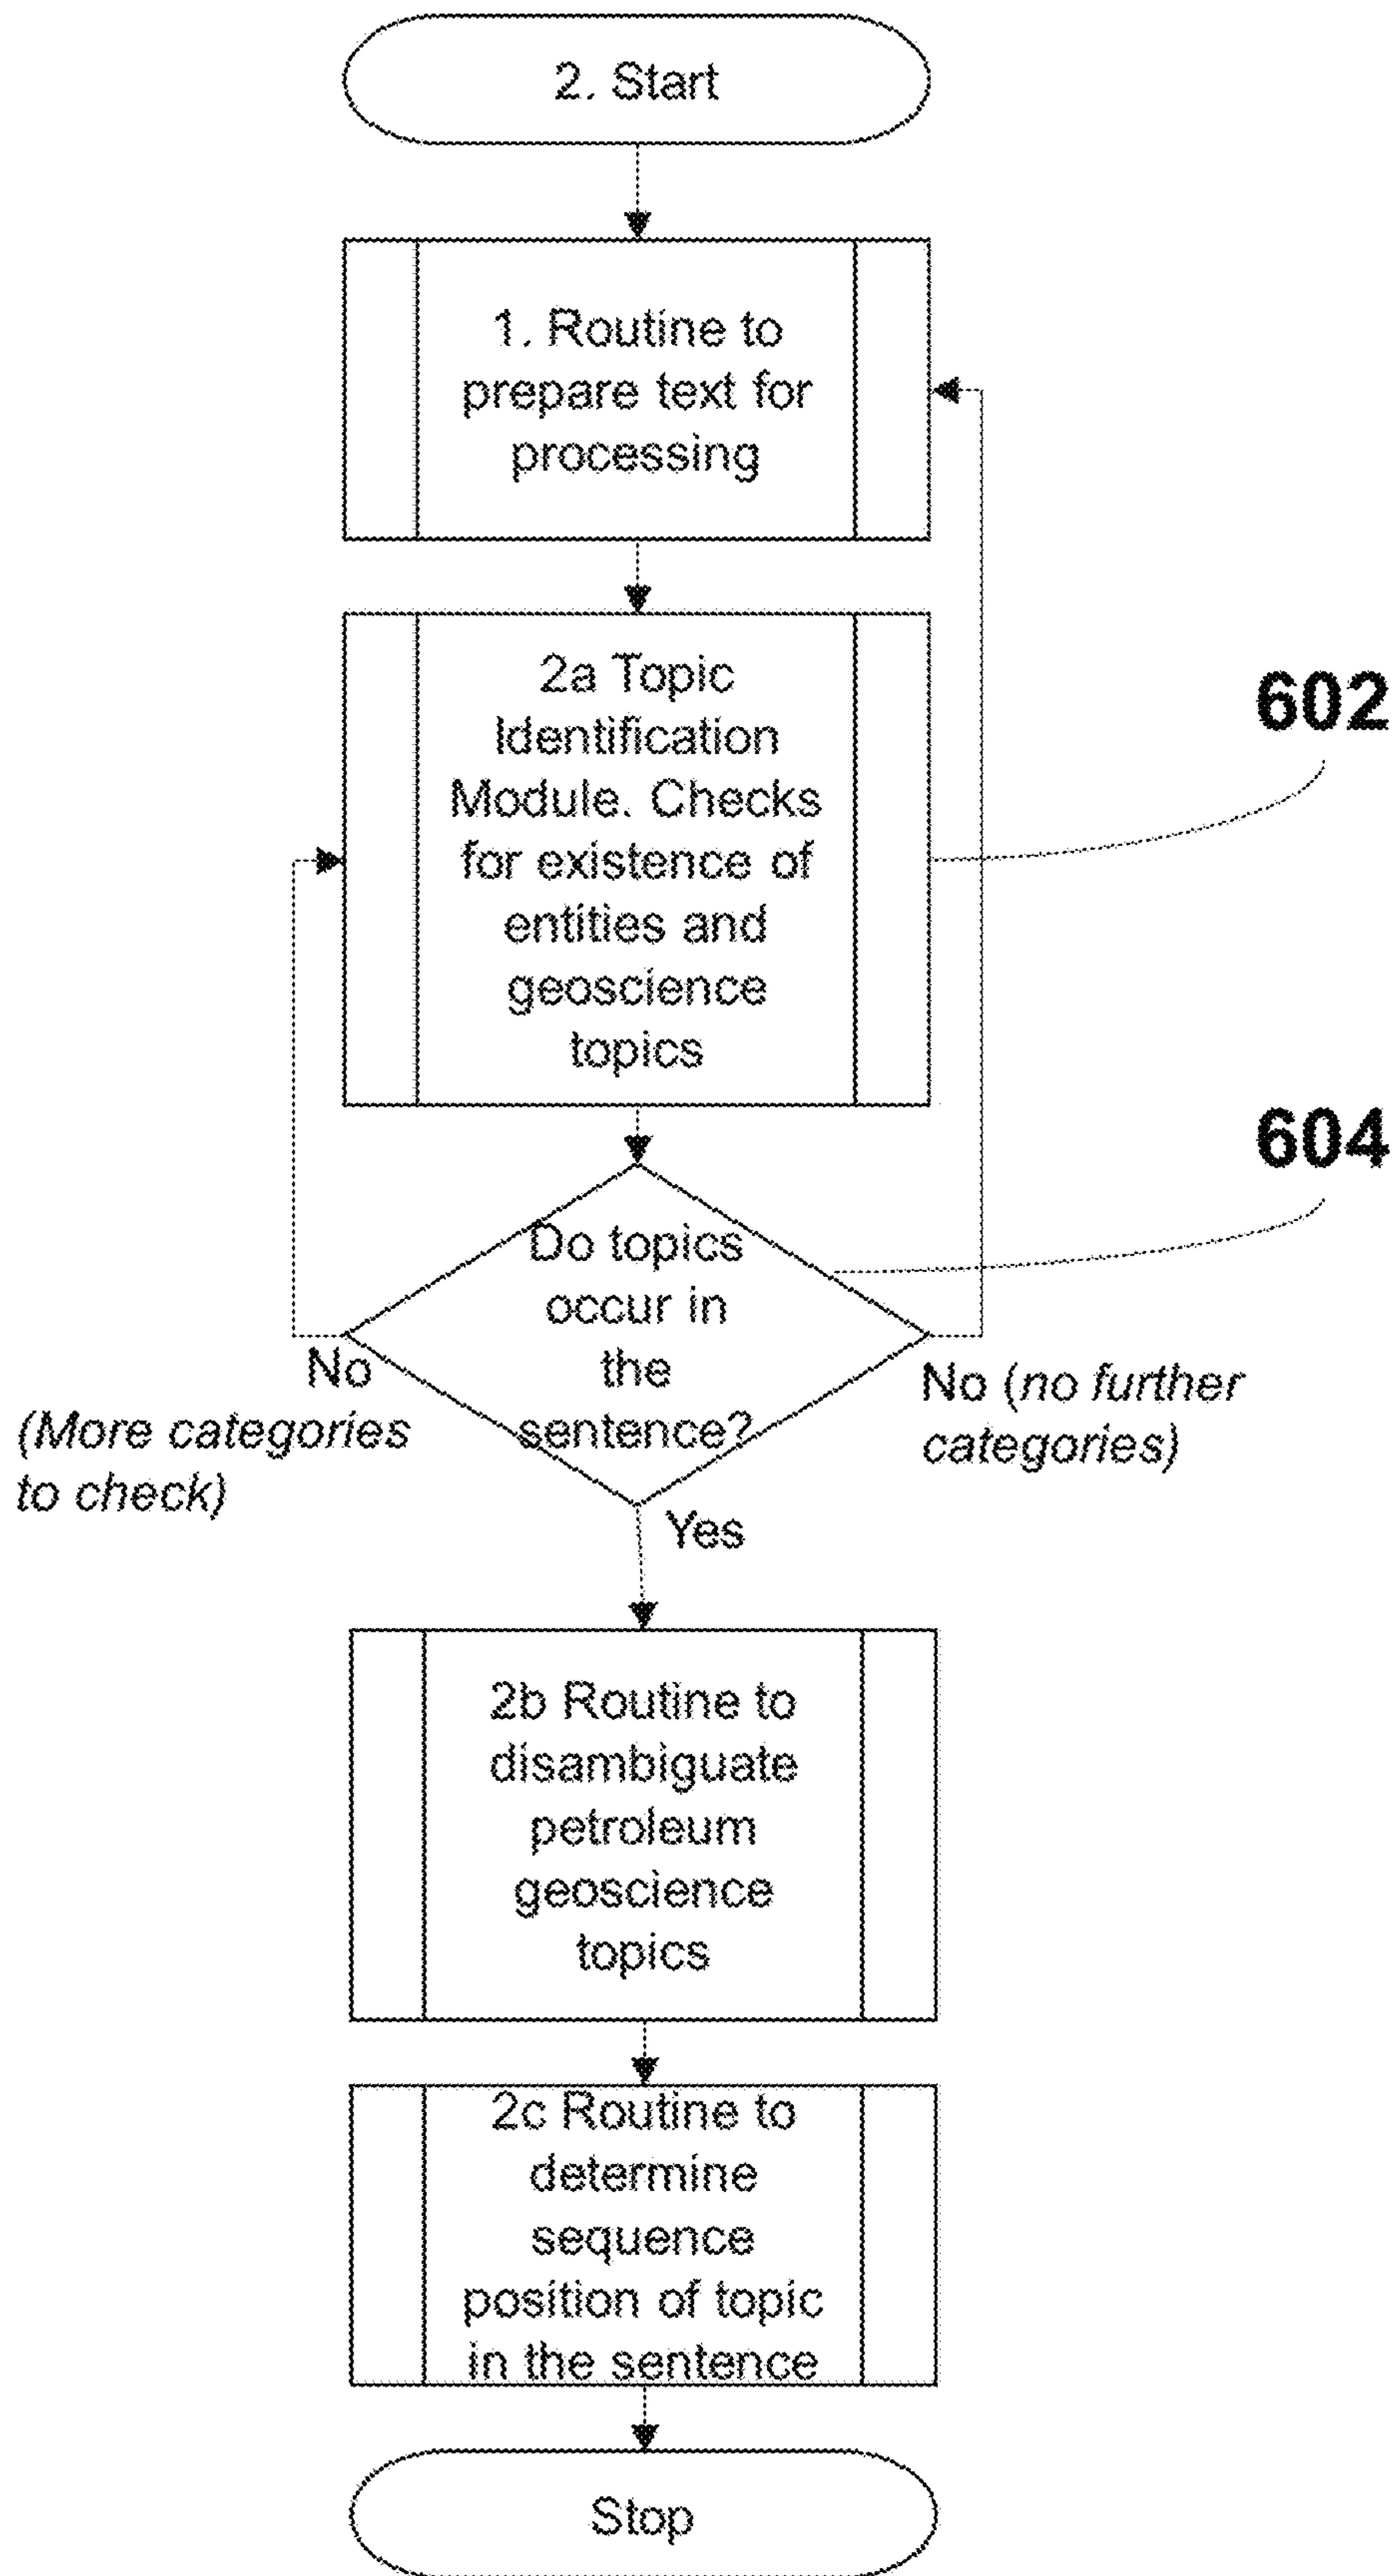 2. Start
1. Routine to
prepare text for
processing
2a Topic
Identification
Module. Checks
for existence of
entities and
geoscience
topics
602
604
Do topics
occur in
the
sentence?
No
(More categories
to check)
No (no further
categories)
Yes
2b Routine to
disambiguate
petroleum
geoscience
topics
2c Routine to
determine
sequence
position of topic
in the sentence
Stop